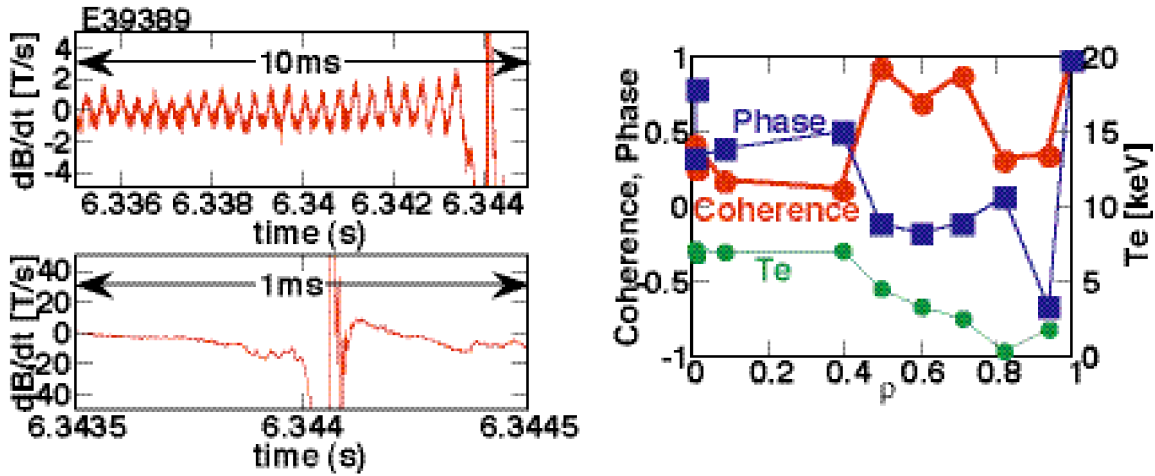 E39389
dB/dt [T/s]
4
2
0
-2
-4
10ms
6.336 6.338 6.34 6.342 6.344
time (s)
dB/dt [T/s]
40
20
0
20
40
1ms
6.3435 6.344 6.3445
time (s)
Coherence, Phase
1
0.5
0
-0.5
-1
Phase
Coherence
Te
0 0.2 0.4 0.6 0.8 1
ρ
20
15
10
5
0
Te [keV]